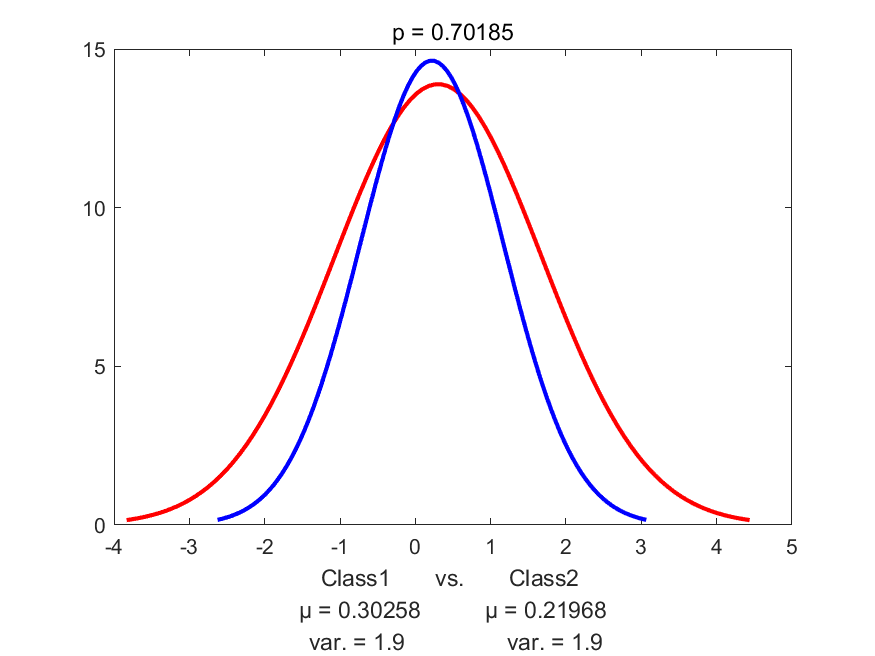 p = 0.70185
15
10
5
0
-4 -3 -2 -1 0 1 2 3 4 5
Class1 vs. Class2
μ = 0.30258 μ = 0.21968
var. = 1.9 var. = 1.9